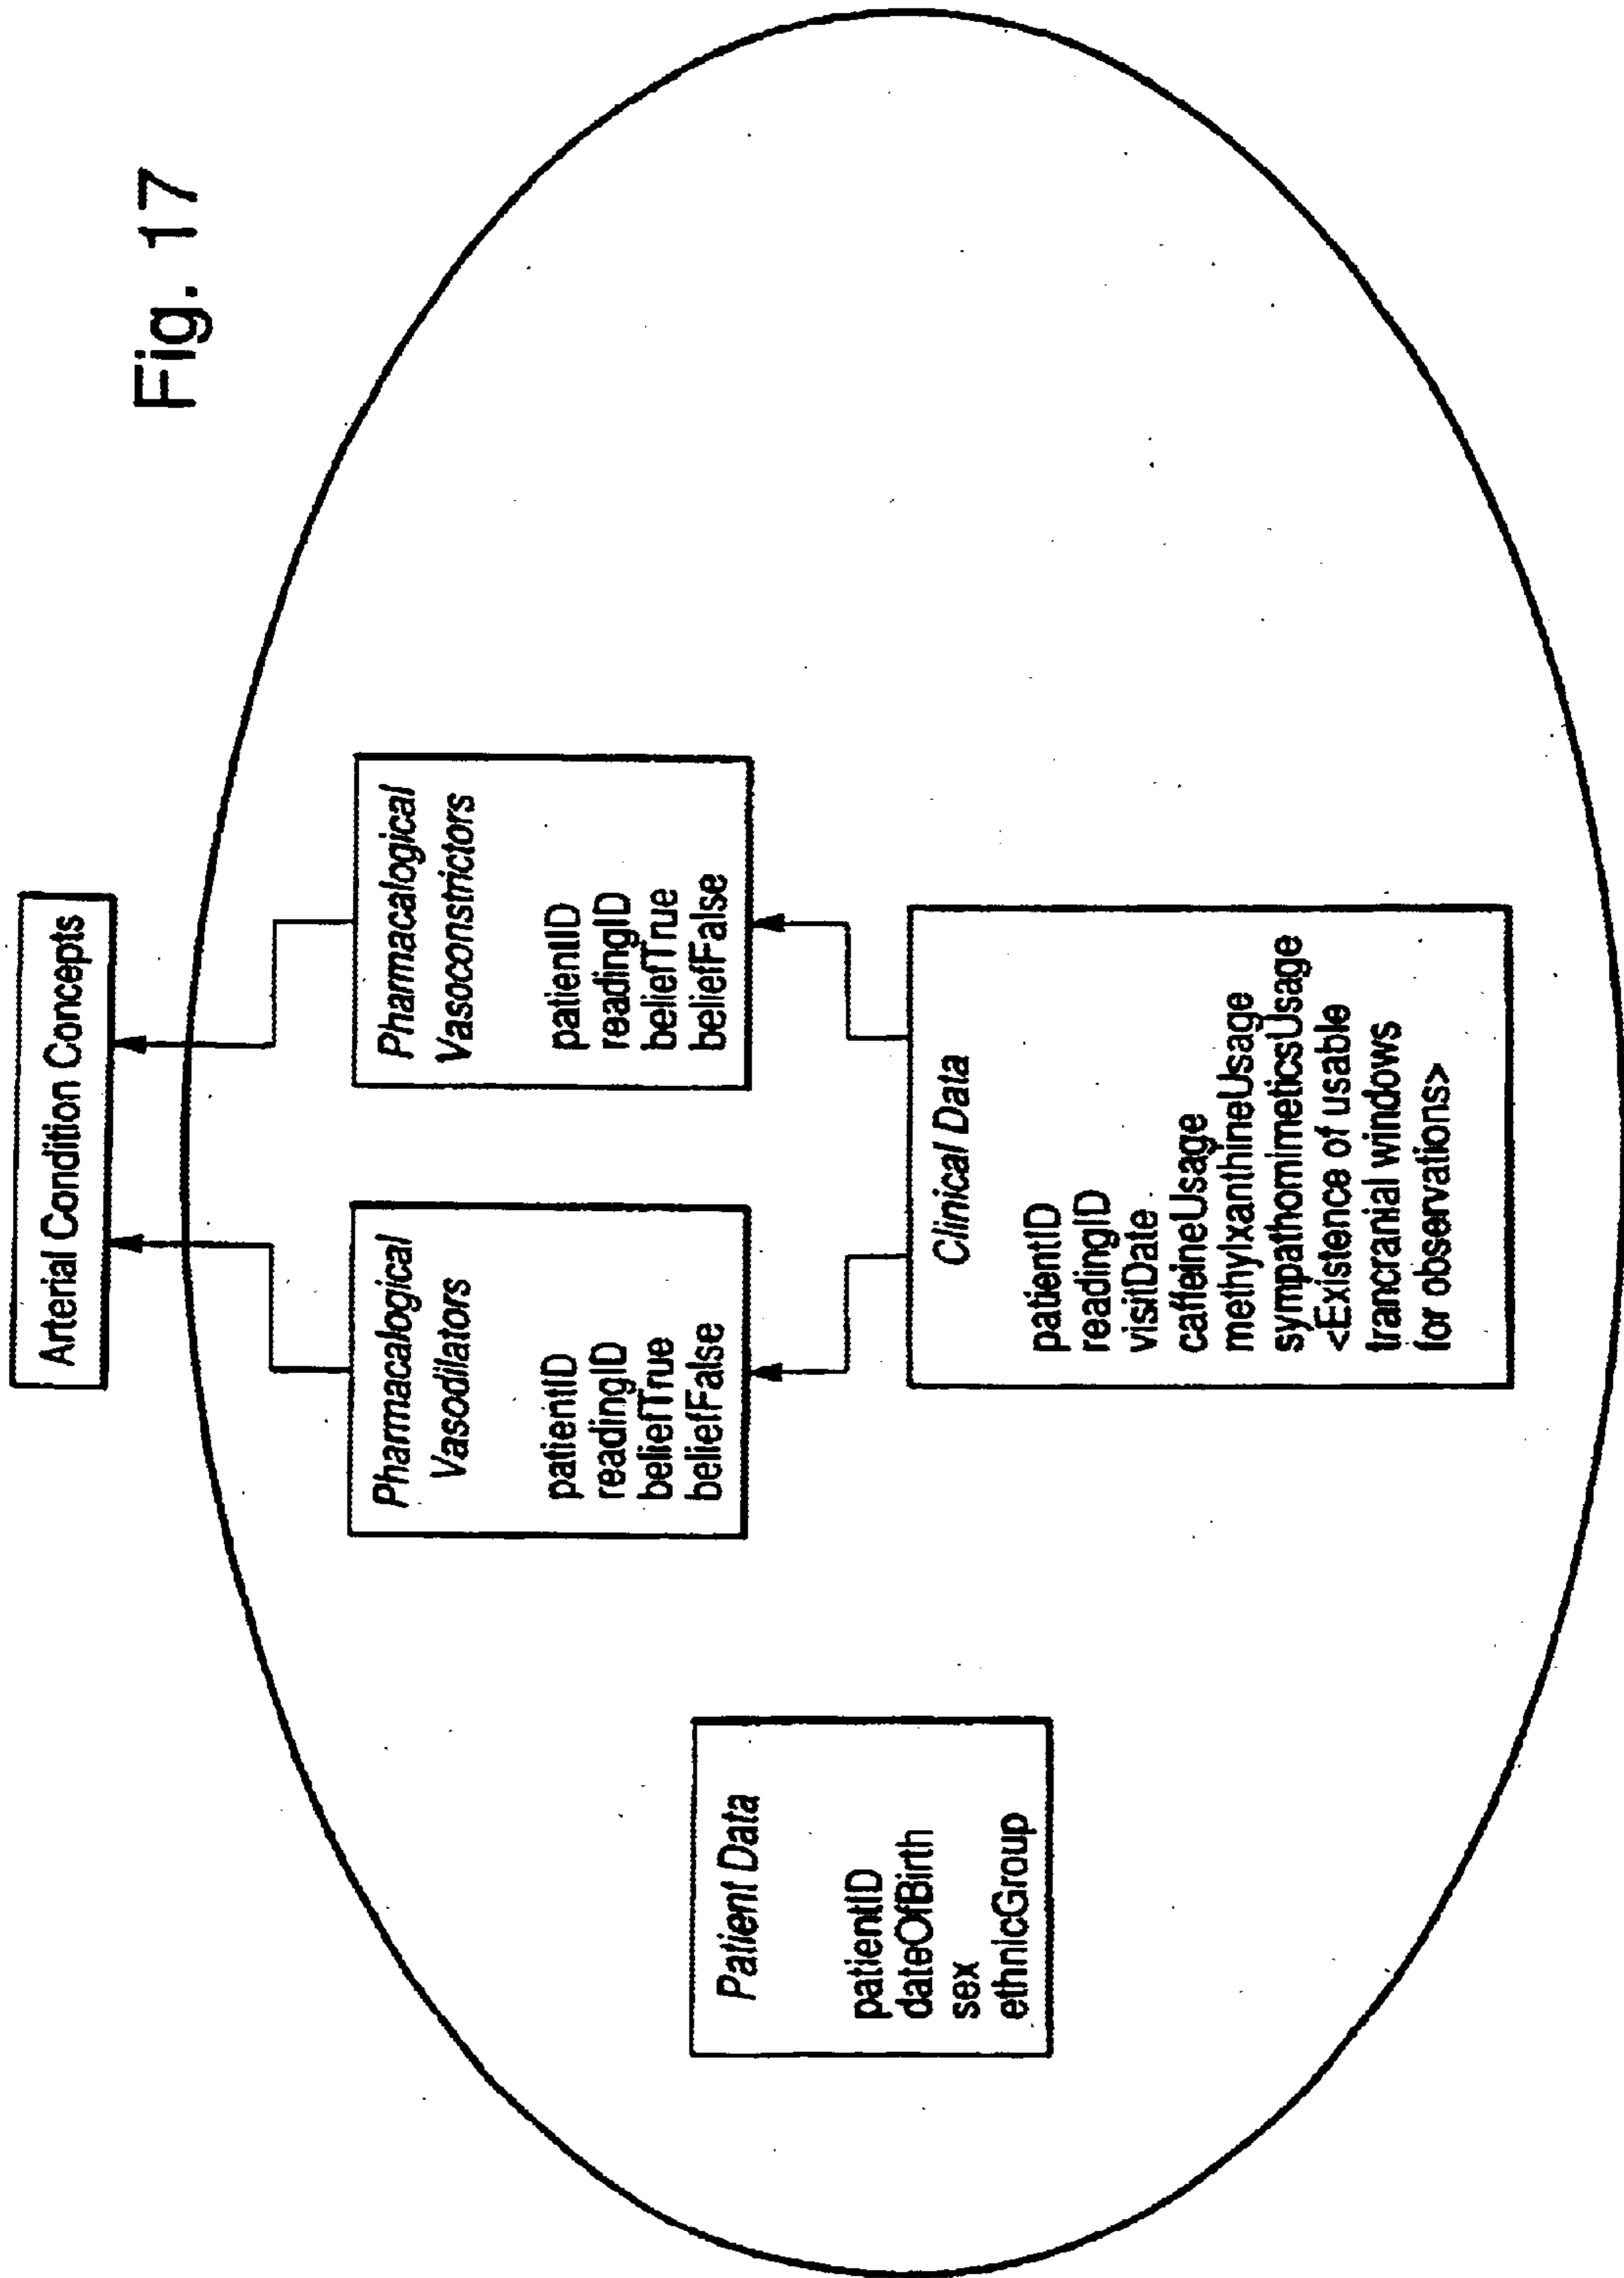 Fig. 17
Arterial Condition Concepts
Pharmacalogical
Vasodilators
patientID
readingID
beliefTrue
beliefFalse
Pharmacalogical
Vasoconstrictors
patientID
readingID
beliefTrue
beliefFalse
Patient Data
patientID
dateOfBirth
sex
ethnicGroup
Clinical Data
patientID
readingID
visitDate
caffeineUsage
methylxanthineUsage
sympathomimeticsUsage
<Existence of usable
trancranial windows
for observations>